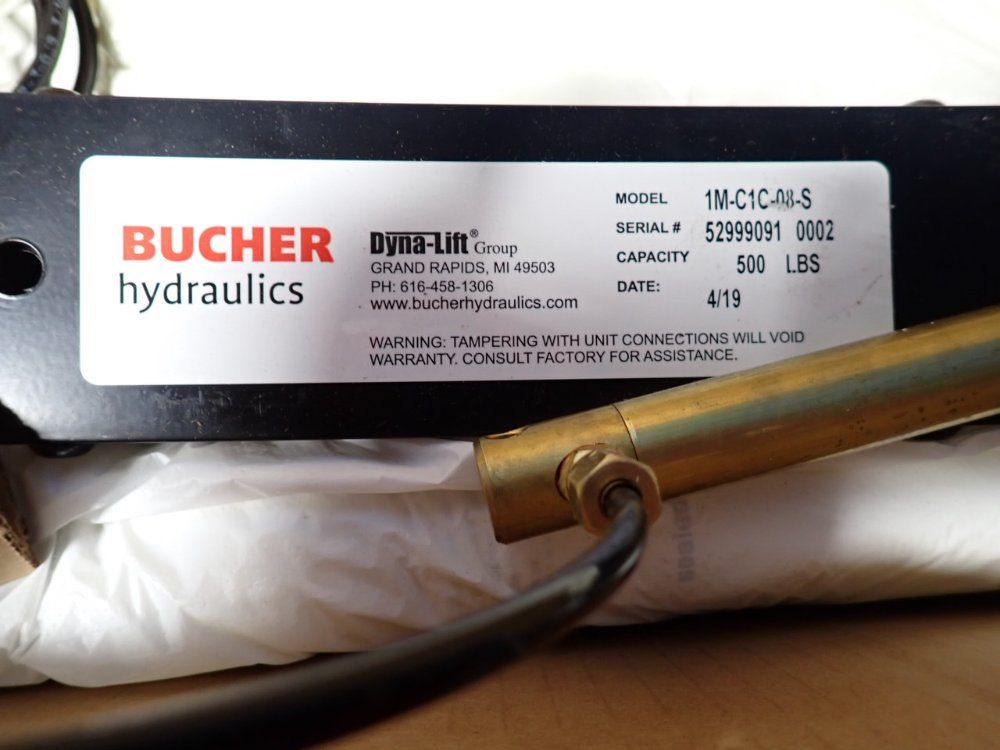 BUCHER
hydraulics
Dyna-Lift® Group
GRAND RAPIDS, MI 49503
PH: 616-458-1306
www.bucherhydraulics.com
WARNING: TAMPERING WITH UNIT CONNECTIONS WILL VOID
WARRANTY. CONSULT FACTORY FOR ASSISTANCE.
MODEL 1M-C1C-08-S
SERIAL # 52999091 0002
CAPACITY 500 LBS
DATE: 4/19